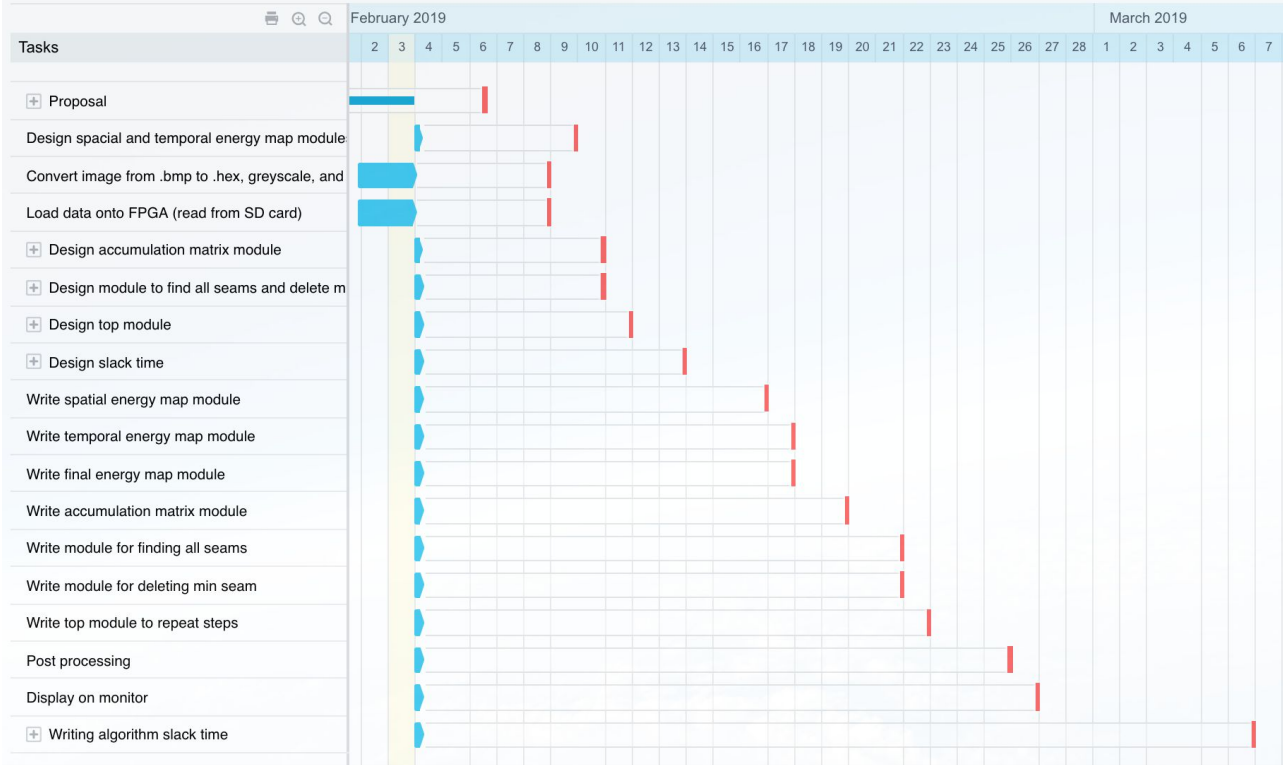 February 2019 March 2019
Tasks 2 3 4 5 6 7 8 9 10 11 12 13 14 15 16 17 18 19 20 21 22 23 24 25 26 27 28 1 2 3 4 5 6 7
Proposal
Design spacial and temporal energy map module
Convert image from .bmp to .hex, greyscale, and
Load data onto FPGA (read from SD card)
Design accumulation matrix module
Design module to find all seams and delete m
Design top module
Design slack time
Write spatial energy map module
Write temporal energy map module
Write final energy map module
Write accumulation matrix module
Write module for finding all seams
Write module for deleting min seam
Write top module to repeat steps
Post processing
Display on monitor
Writing algorithm slack time